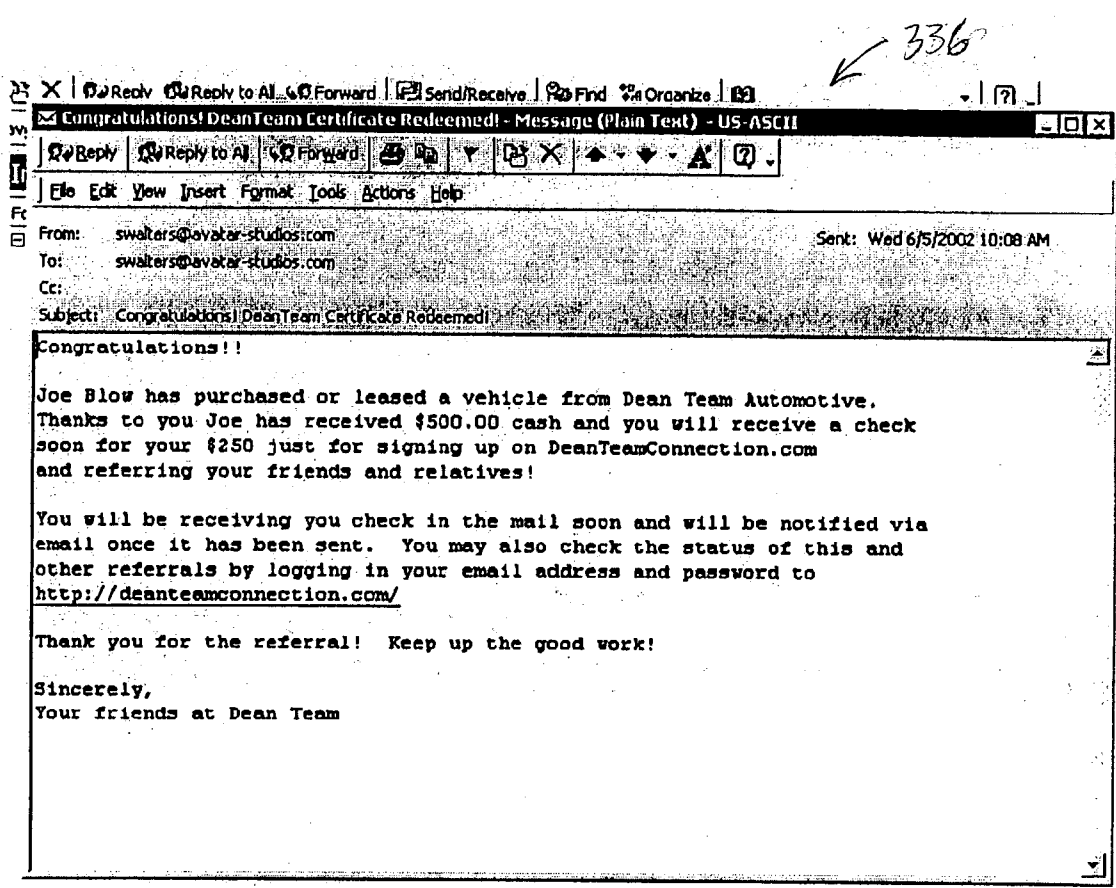 336
Reply Reply to All Forward Send/Receive Find Organize
Congratulations! DeanTeam Certificate Redeemed! - Message (Plain Text) - US-ASCII
Reply Reply to All Forward
File Edit View Insert Format Tools Actions Help
From: swalters@avatar-studios.com Sent: Wed 6/5/2002 10:08 AM
To: swalters@avatar-studios.com
Cc:
Subject: Congratulations! DeanTeam Certificate Redeemed!
Congratulations!!
Joe Blow has purchased or leased a vehicle from Dean Team Automotive.
Thanks to you Joe has received $500.00 cash and you will receive a check
soon for your $250 just for signing up on DeanTeamConnection.com
and referring your friends and relatives!
You will be receiving you check in the mail soon and will be notified via
email once it has been sent. You may also check the status of this and
other referrals by logging in your email address and password to
http://deanteamconnection.com/
Thank you for the referral! Keep up the good work!
Sincerely,
Your friends at Dean Team